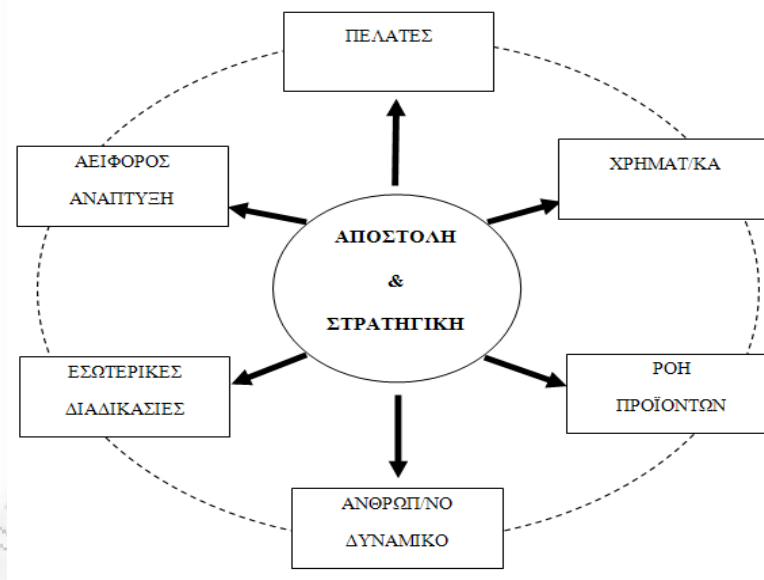 ΠΕΛΑΤΕΣ
ΑΕΙΦΟΡΟΣ
ΑΝΑΠΤΥΞΗ
ΧΡΗΜΑΤ/ΚΑ
ΑΠΟΣΤΟΛΗ
&
ΣΤΡΑΤΗΓΙΚΗ
ΕΣΩΤΕΡΙΚΕΣ
ΔΙΑΔΙΚΑΣΙΕΣ
ΡΟΗ
ΠΡΟΪΟΝΤΩΝ
ΑΝΘΡΩΠ/ΝΟ
ΔΥΝΑΜΙΚΟ